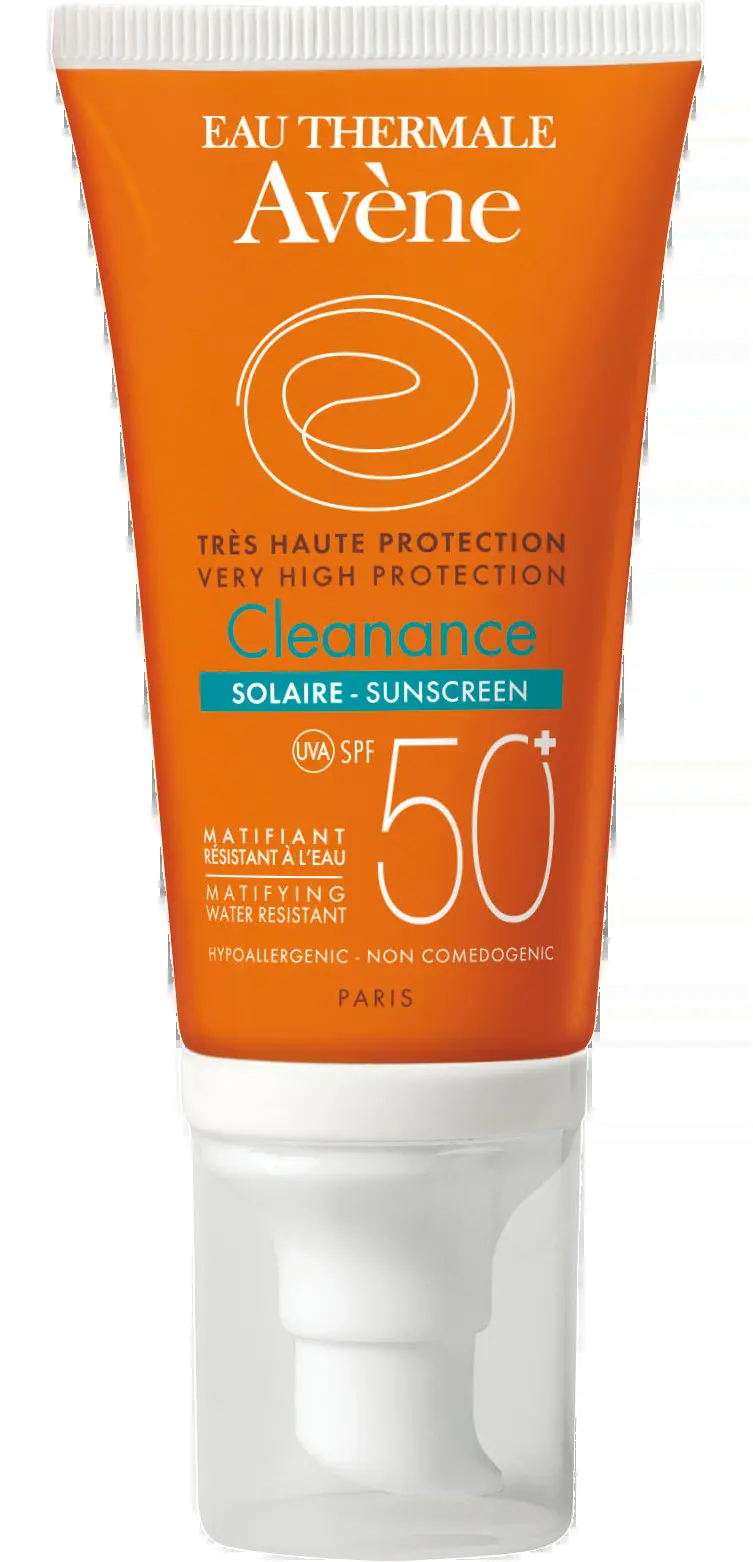 EAU THERMALE
Avène
TRÈS HAUTE PROTECTION
VERY HIGH PROTECTION
Cleanance
SOLAIRE - SUNSCREEN
UVA SPF 50+
MATIFIANT
RÉSISTANT À L'EAU
MATIFYING
WATER RESISTANT
HYPOALLERGENIC - NON COMEDOGENIC
PARIS